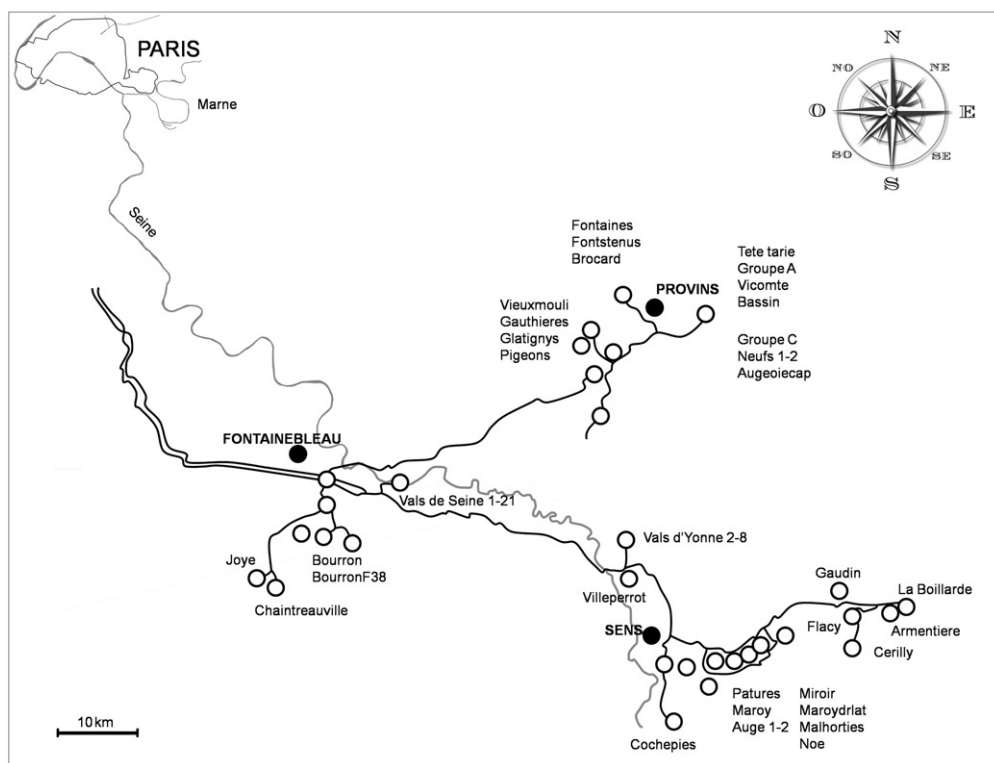 PARIS
Marne
Seine
N
NO
NE
O
E
SO
SE
S
Fontaines
Fontstenus
Brocard
Tete tarie
Groupe A
Vicomte
Bassin
PROVINS
Vieuxmouli
Gauthieres
Glatignys
Pigeons
Groupe C
Neufs 1-2
Augeoiecap
FONTAINEBLEAU
Vals de Seine 1-21
Joye
Bourron
BourronF38
Chaintreauville
Vals d'Yonne 2-8
Villeperrot
SENS
Gaudin
La Boillarde
Flacy
Armentiere
Cerilly
Patures
Maroy
Auge 1-2
Miroir
Maroydrlat
Malhorties
Noe
Cochepies
10 km